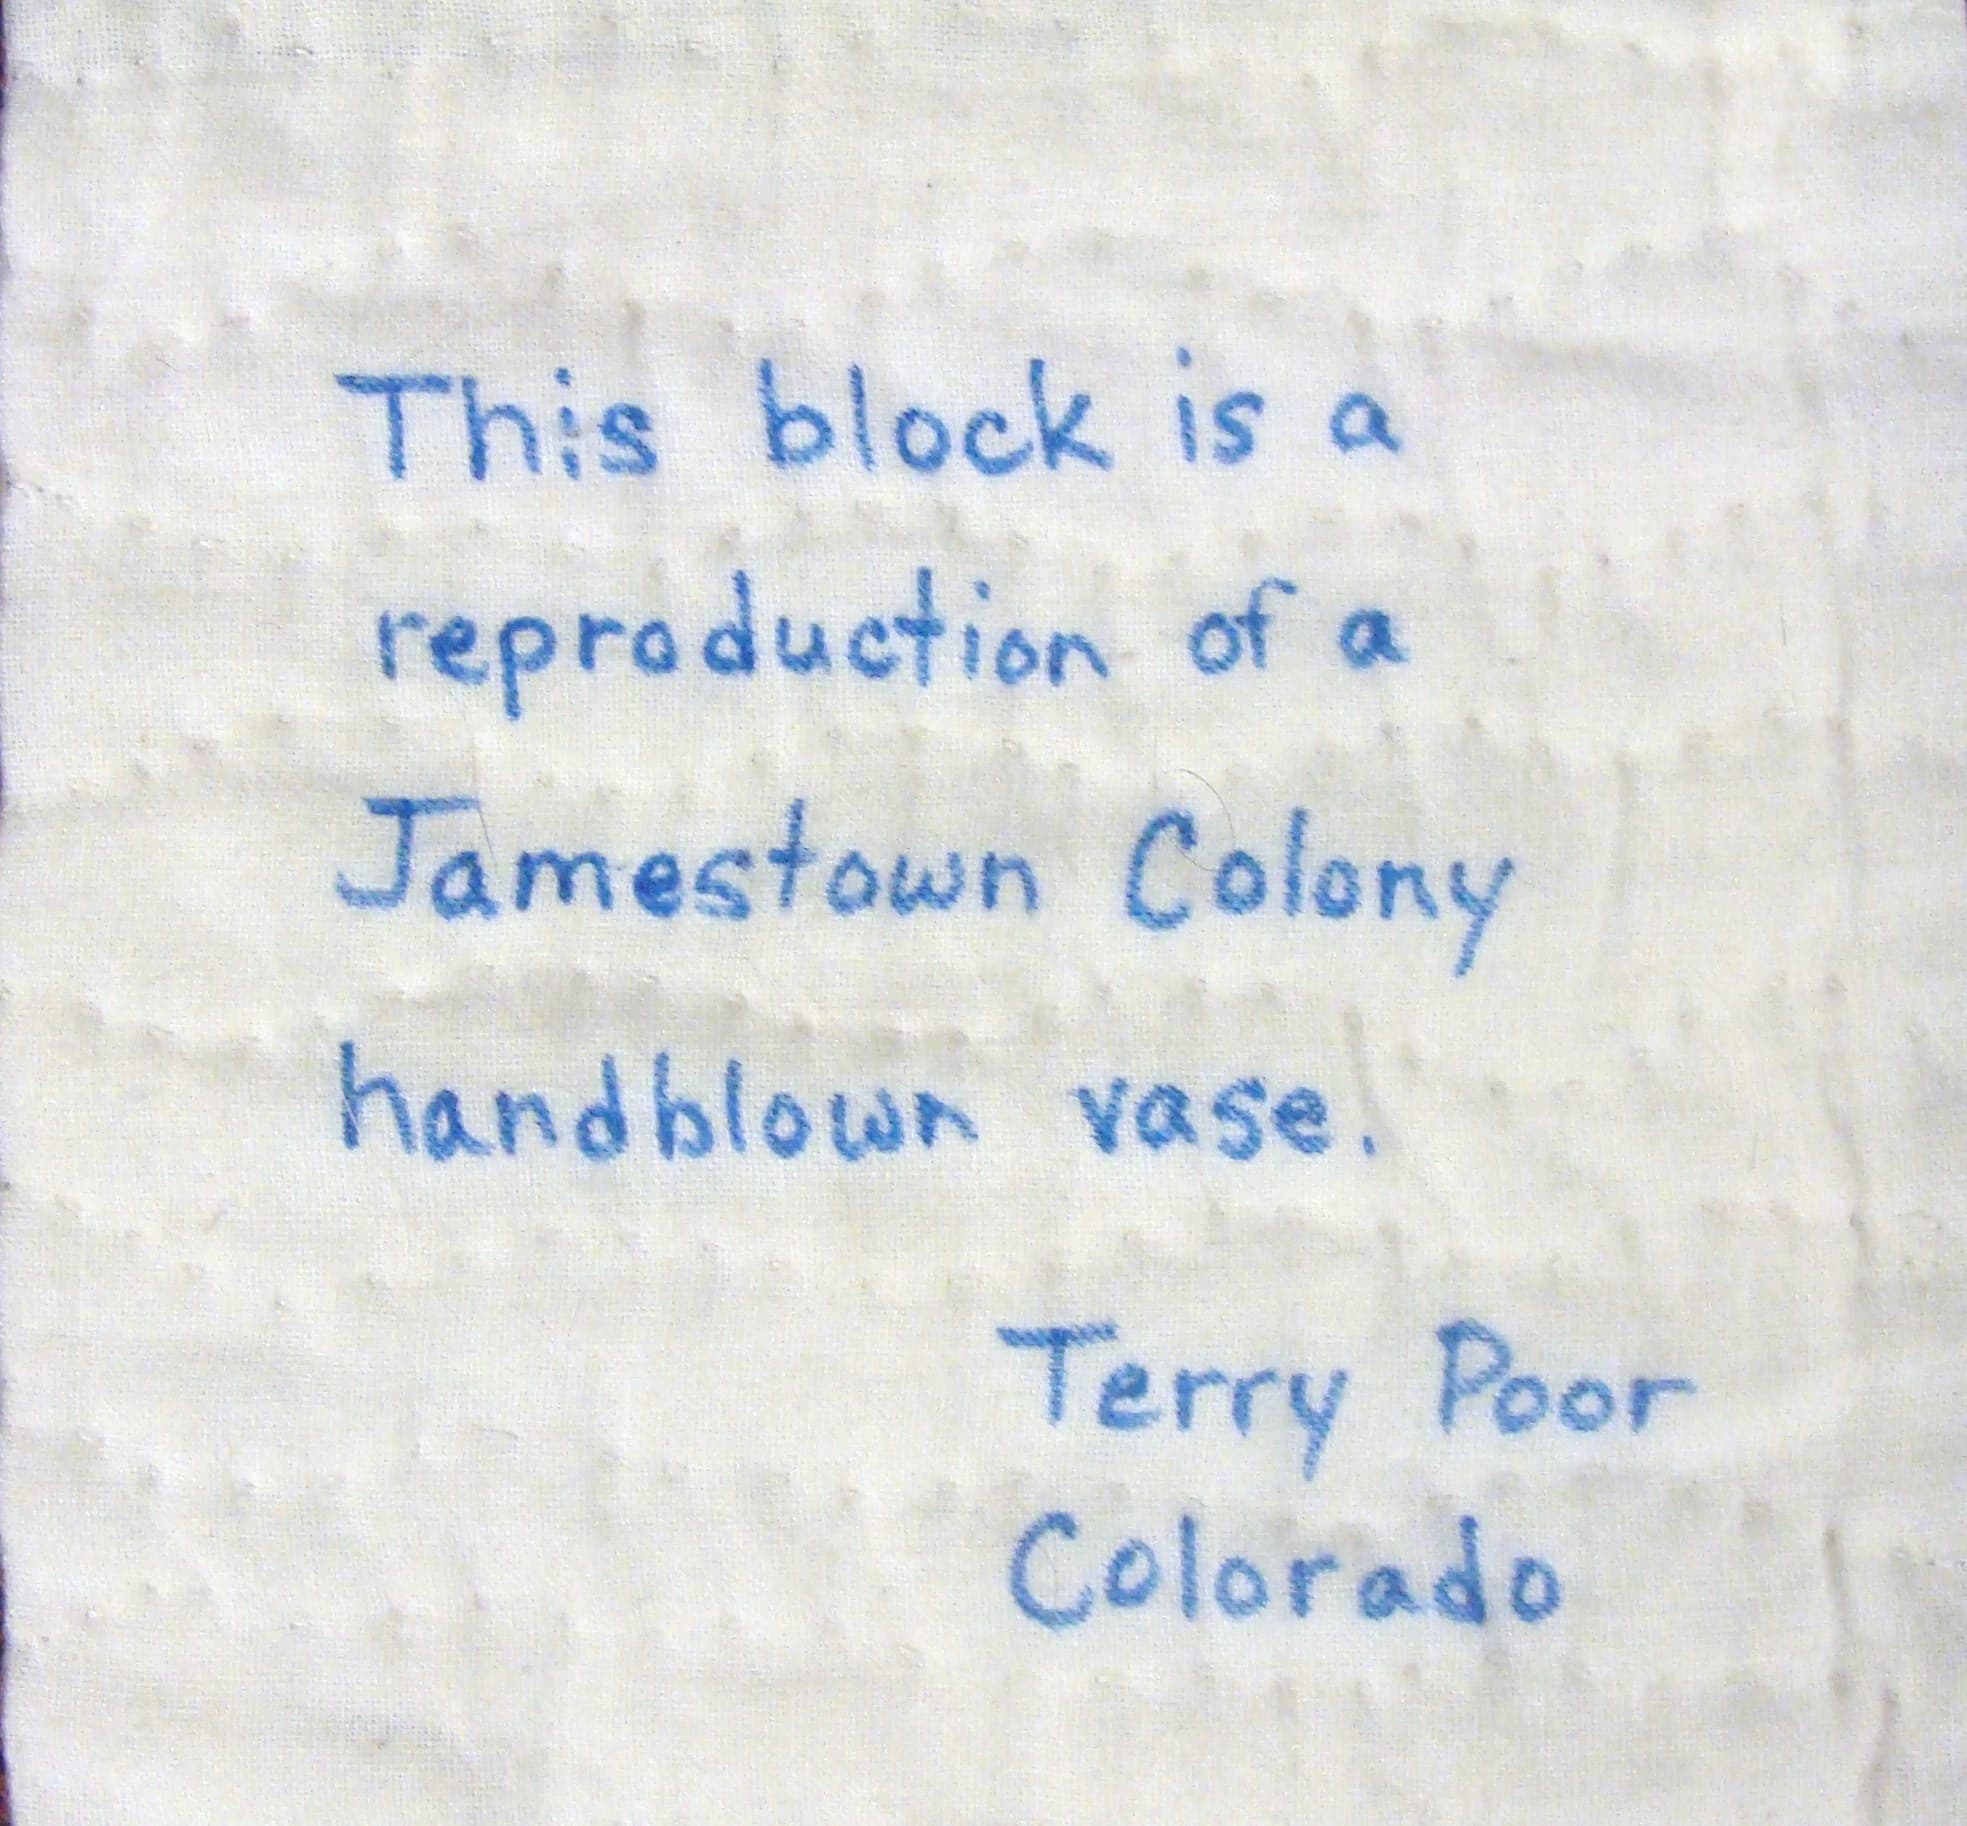 This block is a
reproduction of a
Jamestown Colony
handblown vase.
Terry Poor
Colorado